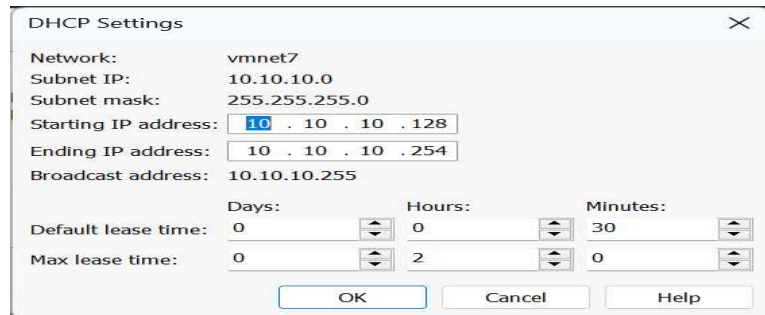 DHCP Settings
Network: vmnet7
Subnet IP: 10.10.10.0
Subnet mask: 255.255.255.0
Starting IP address: 10 . 10 . 10 . 128
Ending IP address: 10 . 10 . 10 . 254
Broadcast address: 10.10.10.255
Days: Hours: Minutes:
Default lease time: 0 0 30
Max lease time: 0 2 0
OK Cancel Help